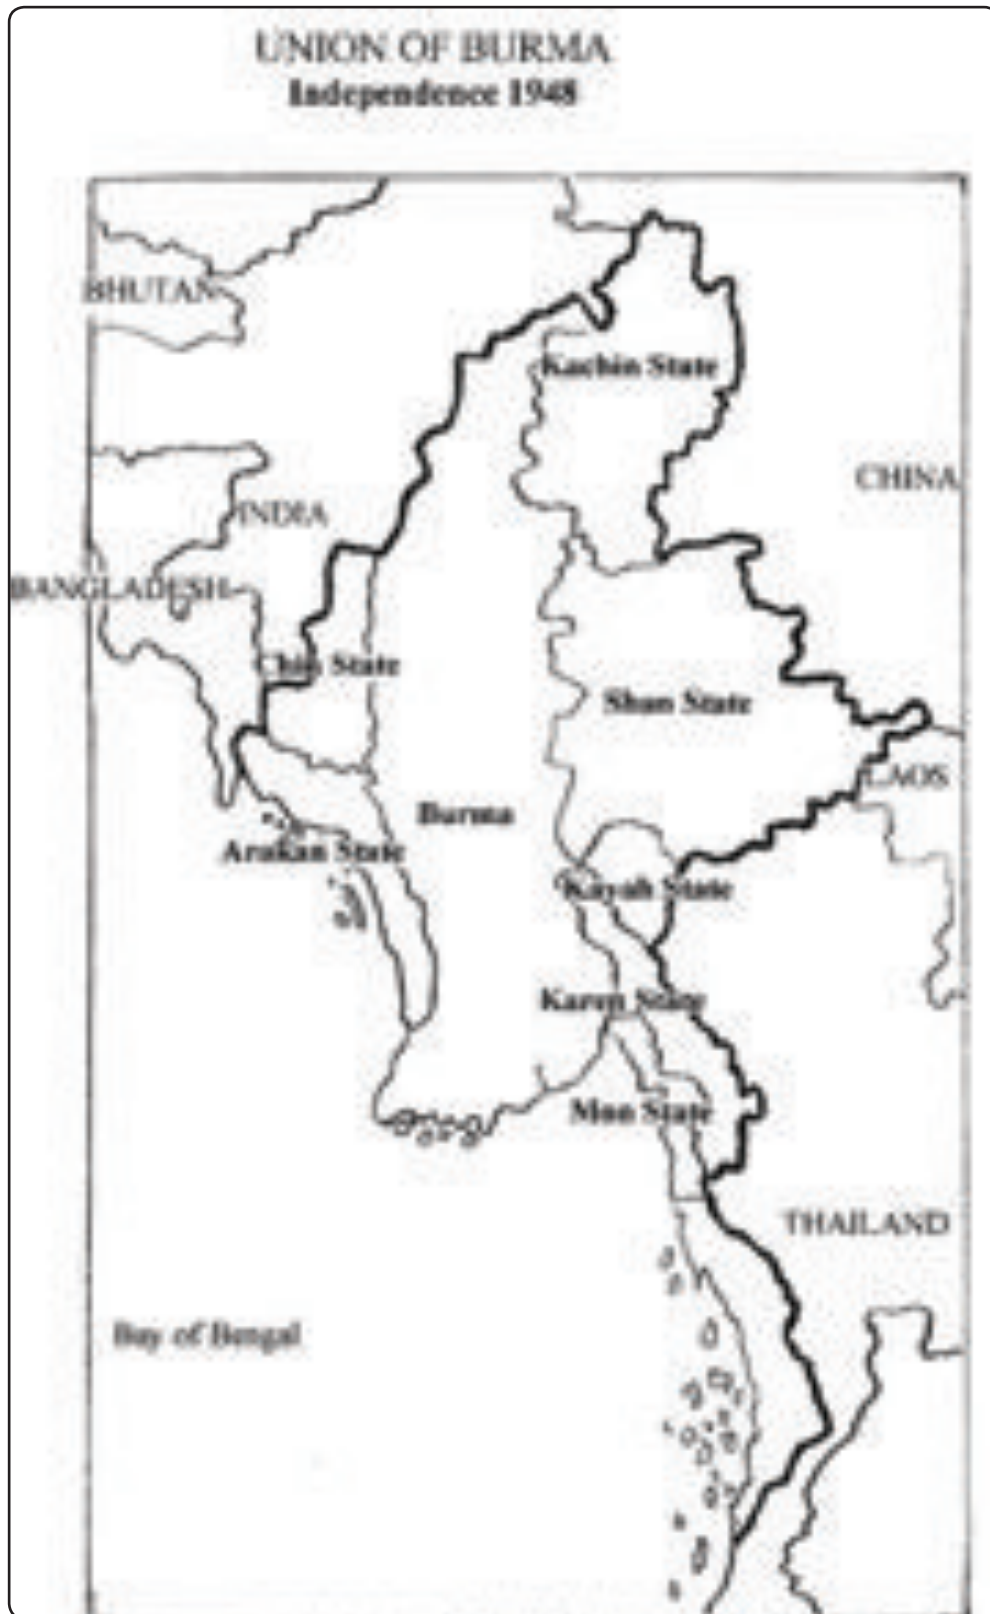 UNION OF BURMA
Independence 1948
BHUTAN
Kachin State
CHINA
INDIA
BANGLADESH
Chin State
Shan State
LAOS
Burma
Arakan State
Kayah State
Karen State
Mon State
THAILAND
Bay of Bengal